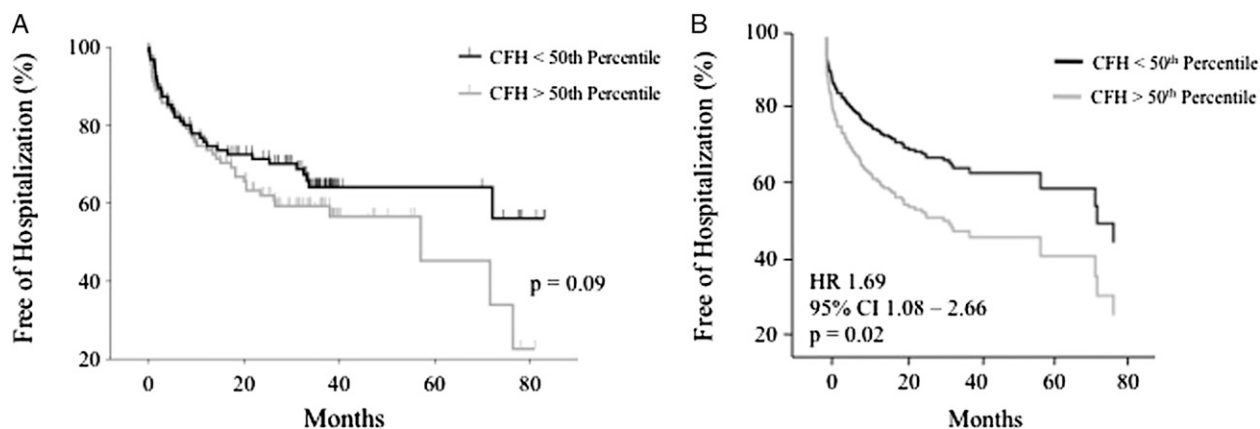 A
Free of Hospitalization (%)
100
80
60
40
20
CFH < 50th Percentile
CFH > 50th Percentile
p = 0.09
0 20 40 60 80
Months
B
Free of Hospitalization (%)
100
80
60
40
20
CFH < 50th Percentile
CFH > 50th Percentile
HR 1.69
95% CI 1.08 – 2.66
p = 0.02
0 20 40 60 80
Months